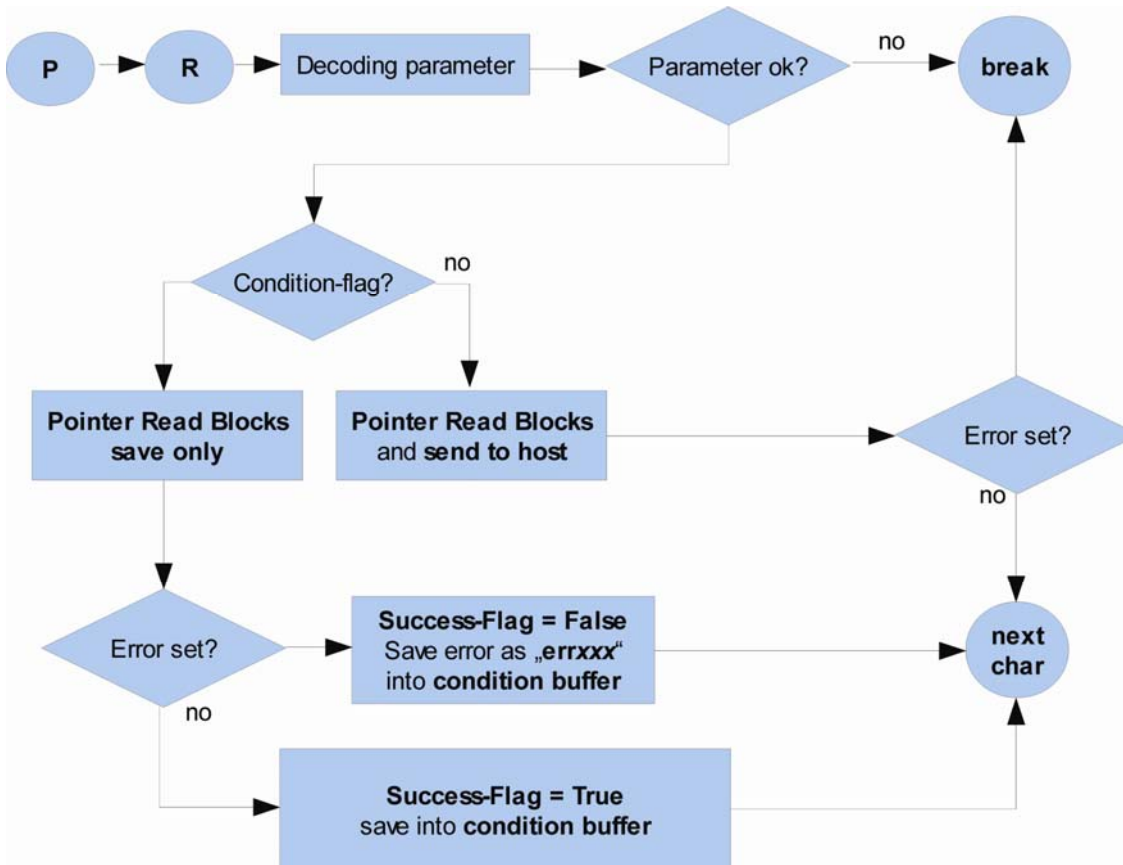 P
R
Decoding parameter
Parameter ok?
no
break
Condition-flag?
no
Pointer Read Blocks
save only
Pointer Read Blocks
and send to host
Error set?
no
Error set?
no
Success-Flag = False
Save error as „errxxx“
into condition buffer
next
char
Success-Flag = True
save into condition buffer